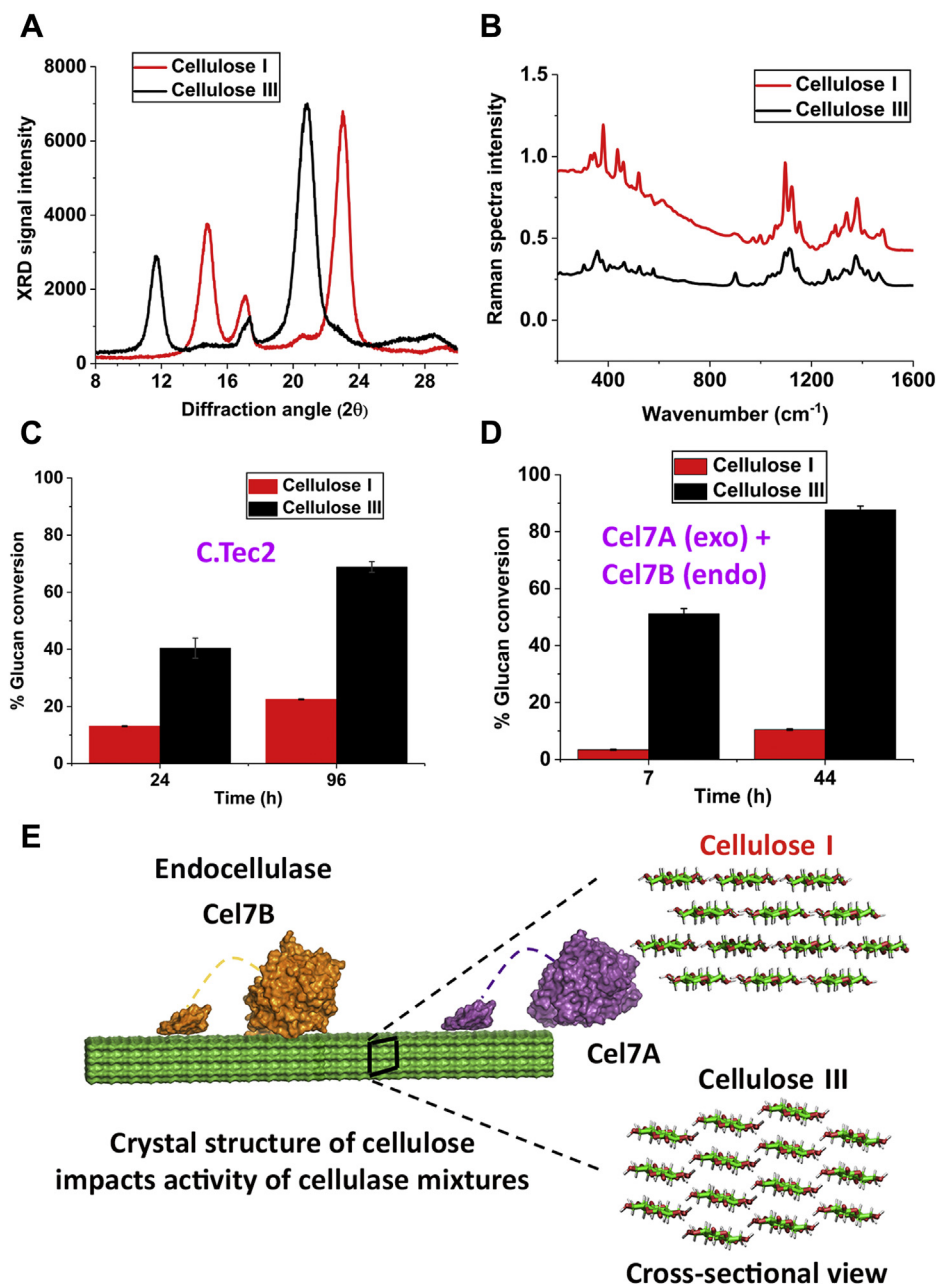 A
Cellulose I
Cellulose III
XRD signal intensity
8000
6000
4000
2000
0
8
12
16
20
24
28
Diffraction angle (2θ)
B
Cellulose I
Cellulose III
Raman spectra intensity
1.5
1.0
0.5
0.0
400
800
1200
1600
Wavenumber (cm-1)
C
Cellulose I
Cellulose III
C.Tec2
% Glucan conversion
100
80
60
40
20
0
24
96
Time (h)
D
Cellulose I
Cellulose III
Cel7A (exo) +
Cel7B (endo)
% Glucan conversion
100
80
60
40
20
0
7
44
Time (h)
E
Endocellulase
Cel7B
Cel7A
Cellulose I
Cellulose III
Crystal structure of cellulose
impacts activity of cellulase mixtures
Cross-sectional view